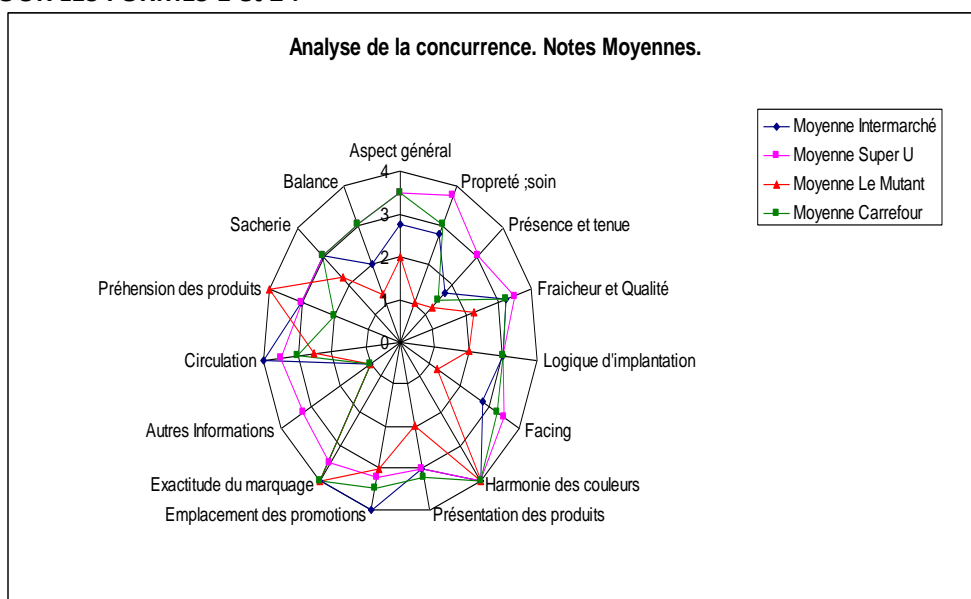 Analyse de la concurrence. Notes Moyennes.
Moyenne Intermarché
Moyenne Super U
Moyenne Le Mutant
Moyenne Carrefour
Aspect général
Balance
Propreté ;soin
Sacherie
Présence et tenue
Préhension des produits
Fraicheur et Qualité
Circulation
Logique d'implantation
Autres Informations
Facing
Exactitude du marquage
Harmonie des couleurs
Emplacement des promotions
Présentation des produits
4
3
2
1
0